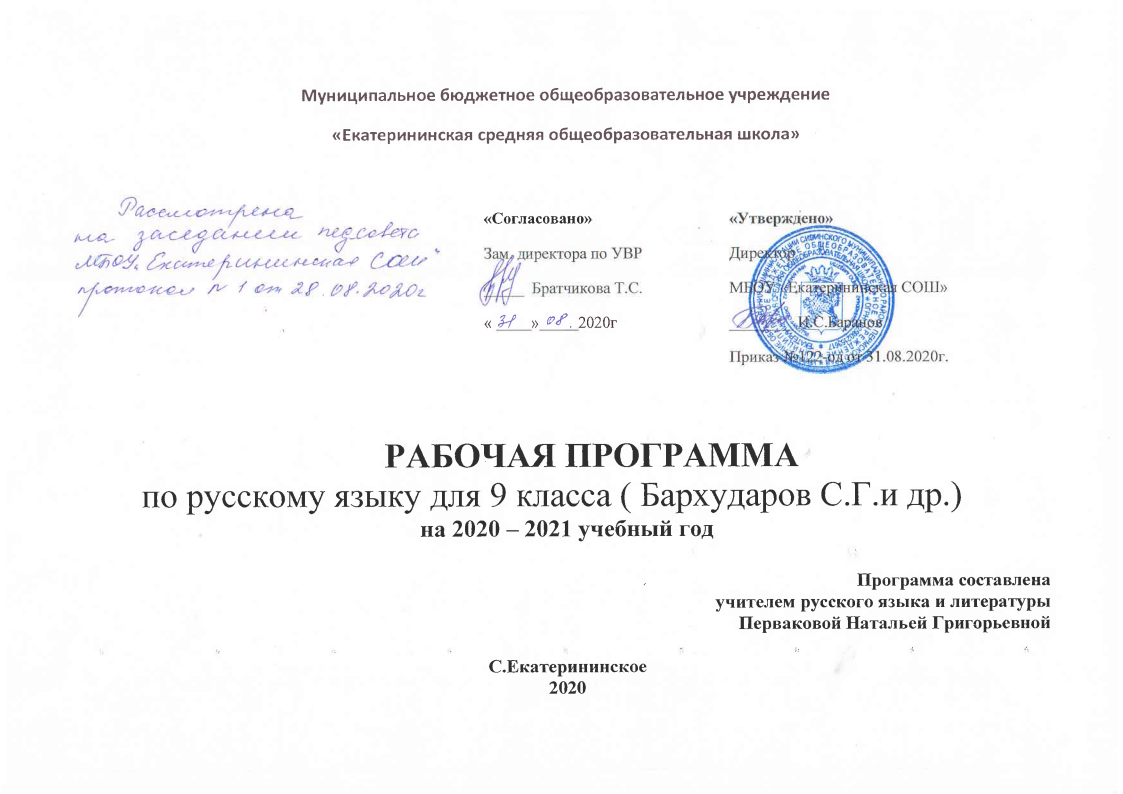 Муниципальное бюджетное общеобразовательное учреждение
«Екатерининская средняя общеобразовательная школа»
Рассмотрена
на заседании педсовета
МБОУ „Екатерининская СОШ"
протокол № 1 от 28.08.2020г
«Согласовано»
Зам. директора по УВР
Братчикова Т.С.
« 31 » 08. 2020г
«Утверждено»
Директор
МБОУ «Екатерининская СОШ»
И.С.Баранов
Приказ №122-од от 31.08.2020г.
РАБОЧАЯ ПРОГРАММА
по русскому языку для 9 класса ( Бархударов С.Г.и др.)
на 2020 – 2021 учебный год
Программа составлена
учителем русского языка и литературы
Перваковой Натальей Григорьевной
С.Екатерининское
2020